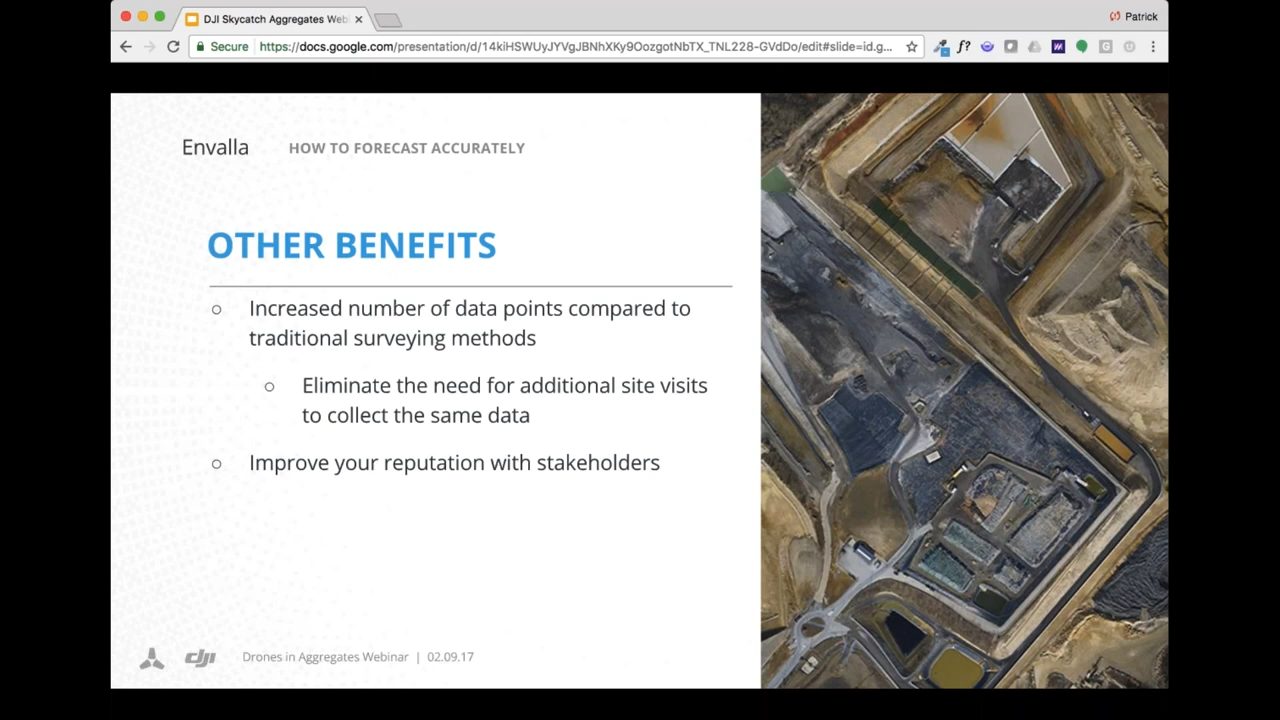 DJI Skycatch Aggregates Web
Patrick
Secure
https://docs.google.com/presentation/d/14kiHSWUyJYVgJBNhXKy9OozgotNbTX_TNL228-GVdDo/edit#slide=id.g...
f?
Envalla
HOW TO FORECAST ACCURATELY
OTHER BENEFITS
Increased number of data points compared to
traditional surveying methods
Eliminate the need for additional site visits
to collect the same data
Improve your reputation with stakeholders
dji
Drones in Aggregates Webinar | 02.09.17